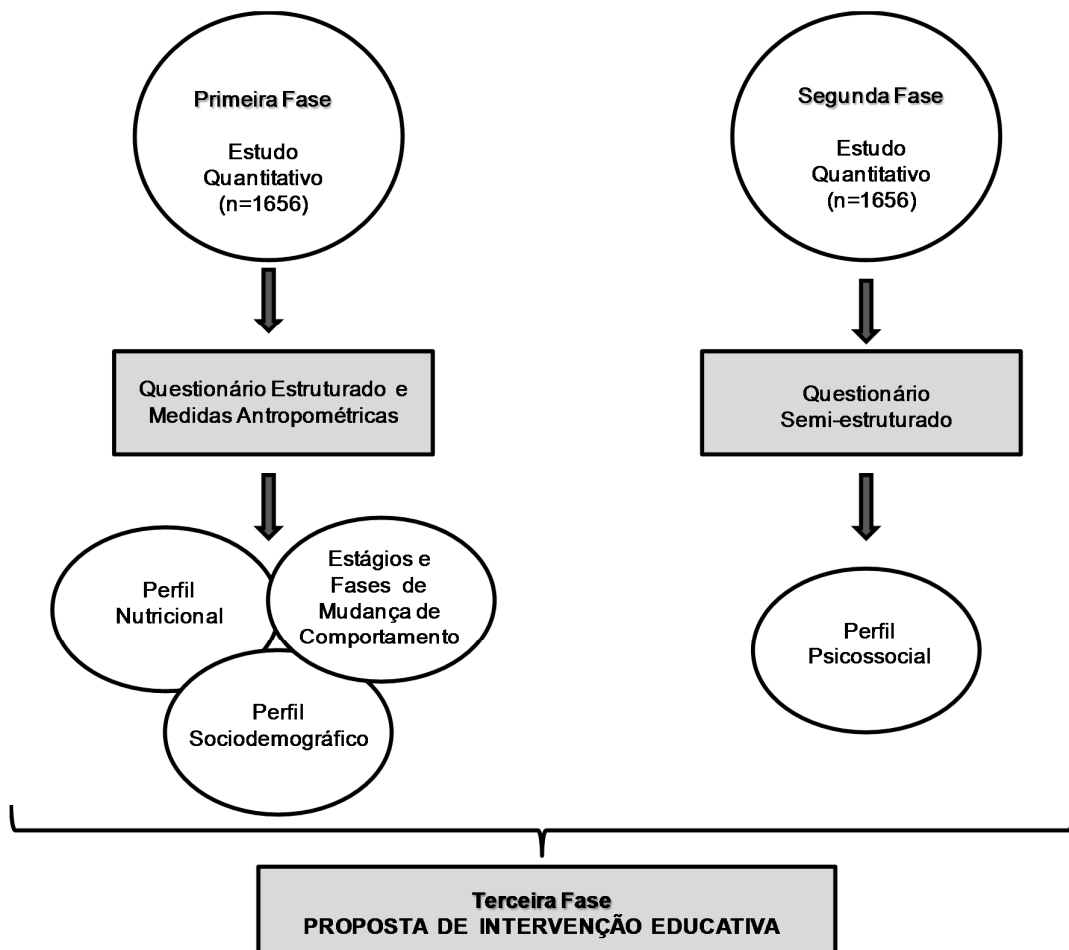 Primeira Fase
Estudo
Quantitativo
(n=1656)
Segunda Fase
Estudo
Quantitativo
(n=1656)
Questionário Estruturado e
Medidas Antropométricas
Questionário
Semi-estruturado
Perfil
Nutricional
Estágios e
Fases de
Mudança de
Comportamento
Perfil
Sociodemográfico
Perfil
Psicossocial
Terceira Fase
PROPOSTA DE INTERVENÇÃO EDUCATIVA